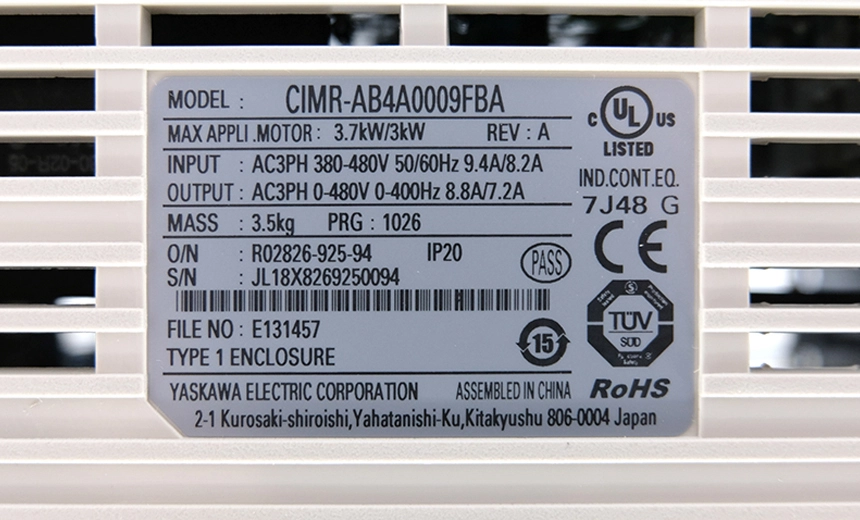 MODEL : CIMR-AB4A0009FBA
MAX APPLI .MOTOR : 3.7kW/3kW REV : A
INPUT : AC3PH 380-480V 50/60Hz 9.4A/8.2A
OUTPUT : AC3PH 0-480V 0-400Hz 8.8A/7.2A
MASS : 3.5kg PRG : 1026
O/N : R02826-925-94 IP20
S/N : JL18X8269250094
PASS
FILE NO : E131457
TYPE 1 ENCLOSURE
15
YASKAWA ELECTRIC CORPORATION ASSEMBLED IN CHINA
2-1 Kurosaki-shiroishi,Yahatanishi-Ku,Kitakyushu 806-0004 Japan
C UL US
LISTED
IND.CONT.EQ.
7J48 G
CE
TÜV
SÜD
RoHS